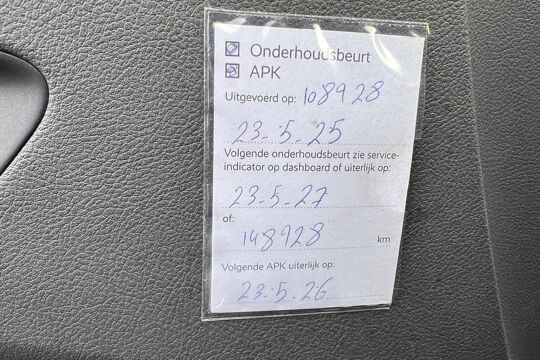 Onderhoudsbeurt
APK
Uitgevoerd op: 108928
23-5-25
Volgende onderhoudsbeurt zie service-
indicator op dashboard of uiterlijk op:
23-5-27
of:
148928 km
Volgende APK uiterlijk op:
23-5-26